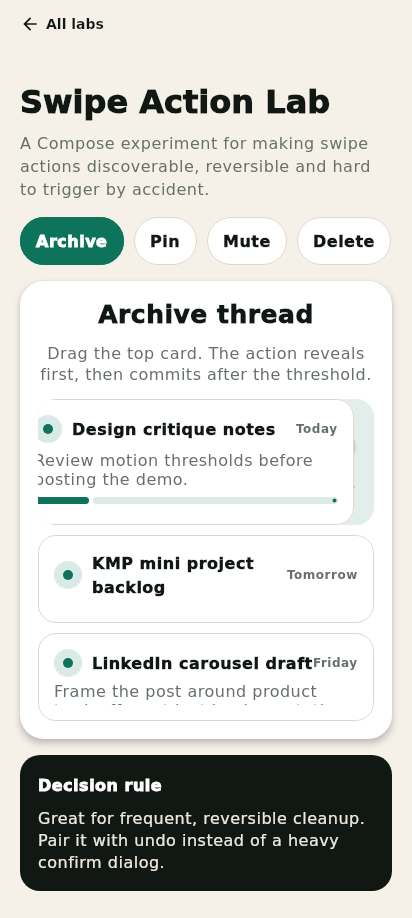 All labs
Swipe Action Lab
A Compose experiment for making swipe
actions discoverable, reversible and hard
to trigger by accident.
Archive
Pin
Mute
Delete
Archive thread
Drag the top card. The action reveals
first, then commits after the threshold.
Design critique notes
Today
Review motion thresholds before
posting the demo.
KMP mini project
backlog
Tomorrow
LinkedIn carousel draft
Friday
Frame the post around product
Decision rule
Great for frequent, reversible cleanup.
Pair it with undo instead of a heavy
confirm dialog.